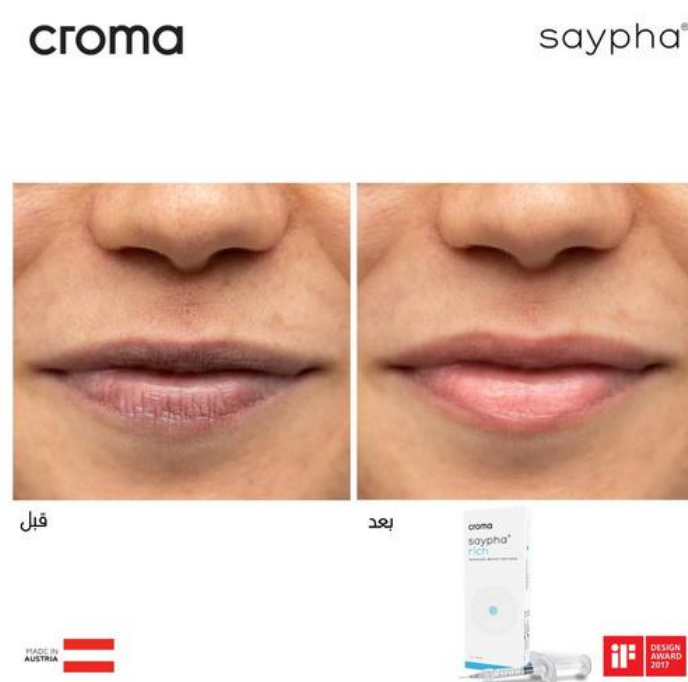 croma
saypha®
قبل
بعد
croma
saypha®
rich
MADE IN
AUSTRIA
iF
DESIGN
AWARD
2017